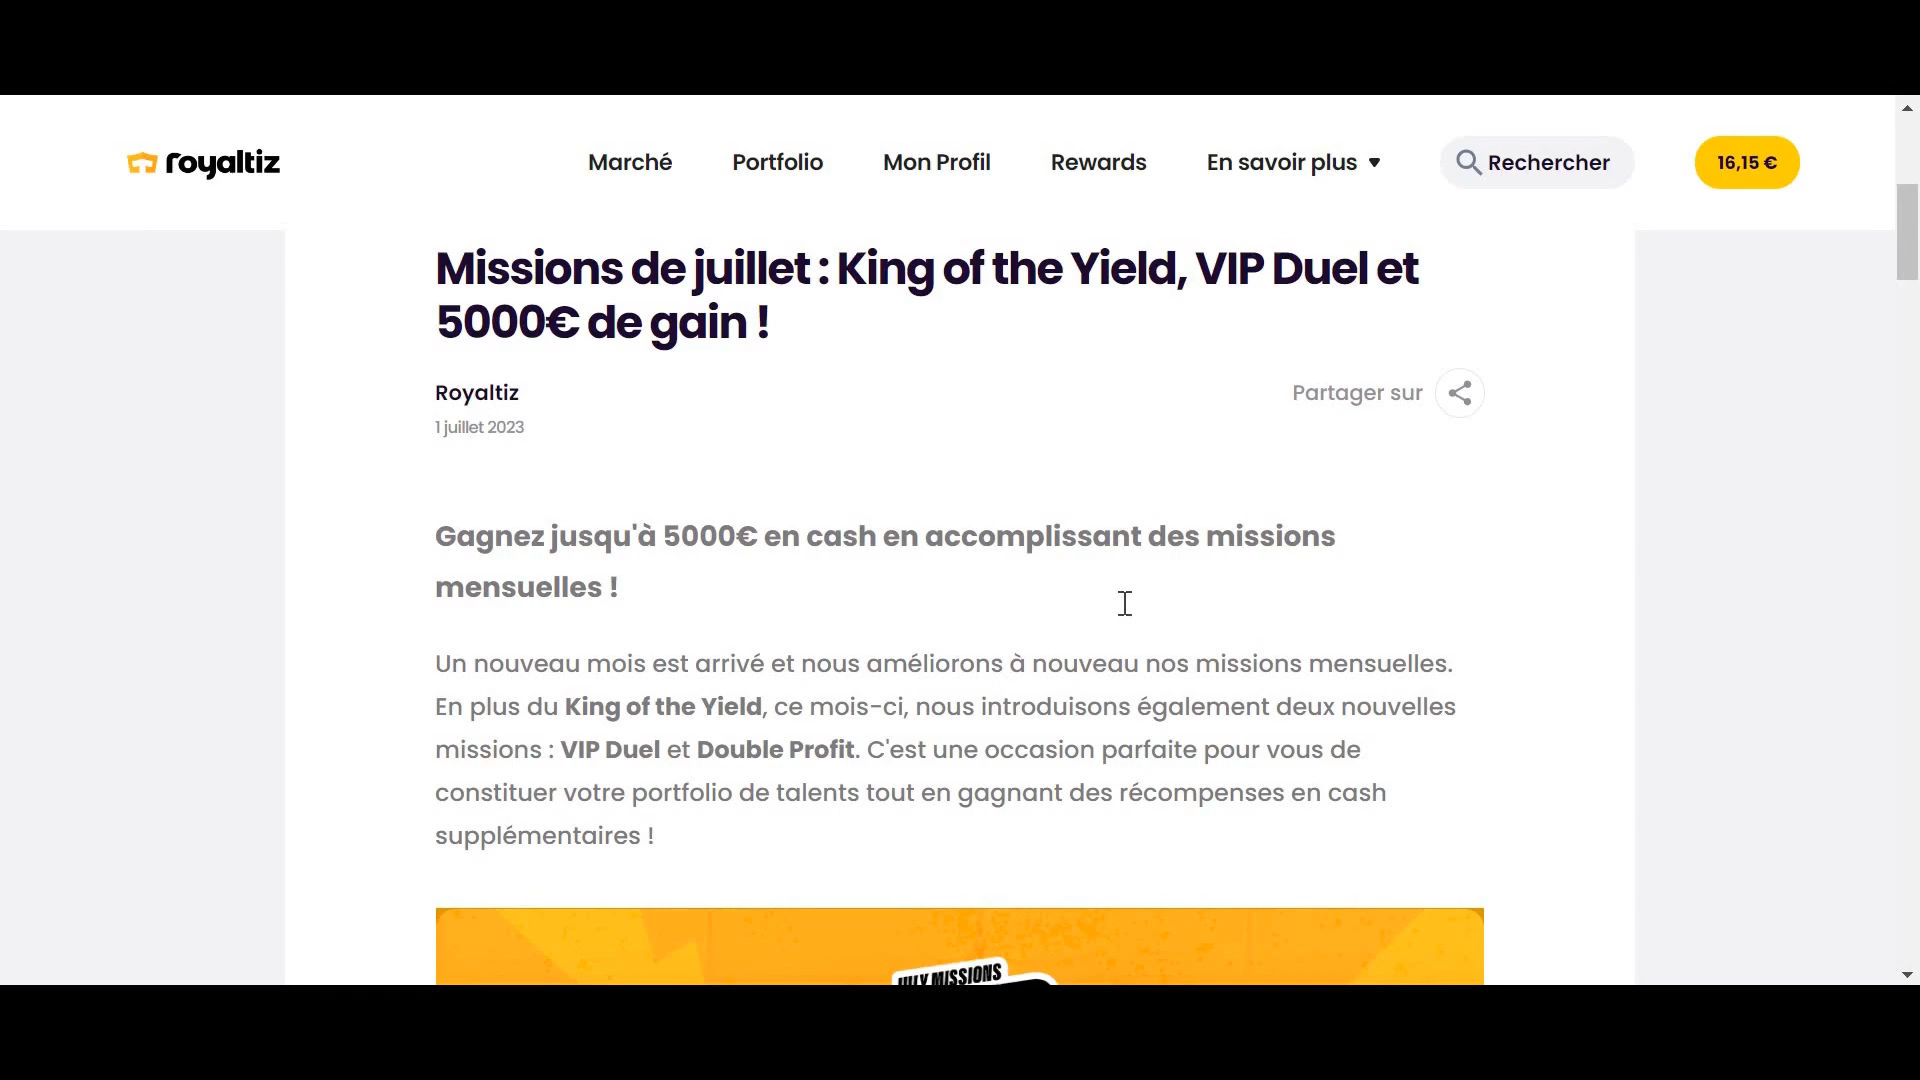 royaltiz
Marché Portfolio Mon Profil Rewards En savoir plus Rechercher 16,15 €
Missions de juillet : King of the Yield, VIP Duel et
5000€ de gain !
Royaltiz
Partager sur
1 juillet 2023
Gagnez jusqu'à 5000€ en cash en accomplissant des missions
mensuelles !
Un nouveau mois est arrivé et nous améliorons à nouveau nos missions mensuelles.
En plus du King of the Yield, ce mois-ci, nous introduisons également deux nouvelles
missions : VIP Duel et Double Profit. C'est une occasion parfaite pour vous de
constituer votre portfolio de talents tout en gagnant des récompenses en cash
supplémentaires !
JULY MISSIONS